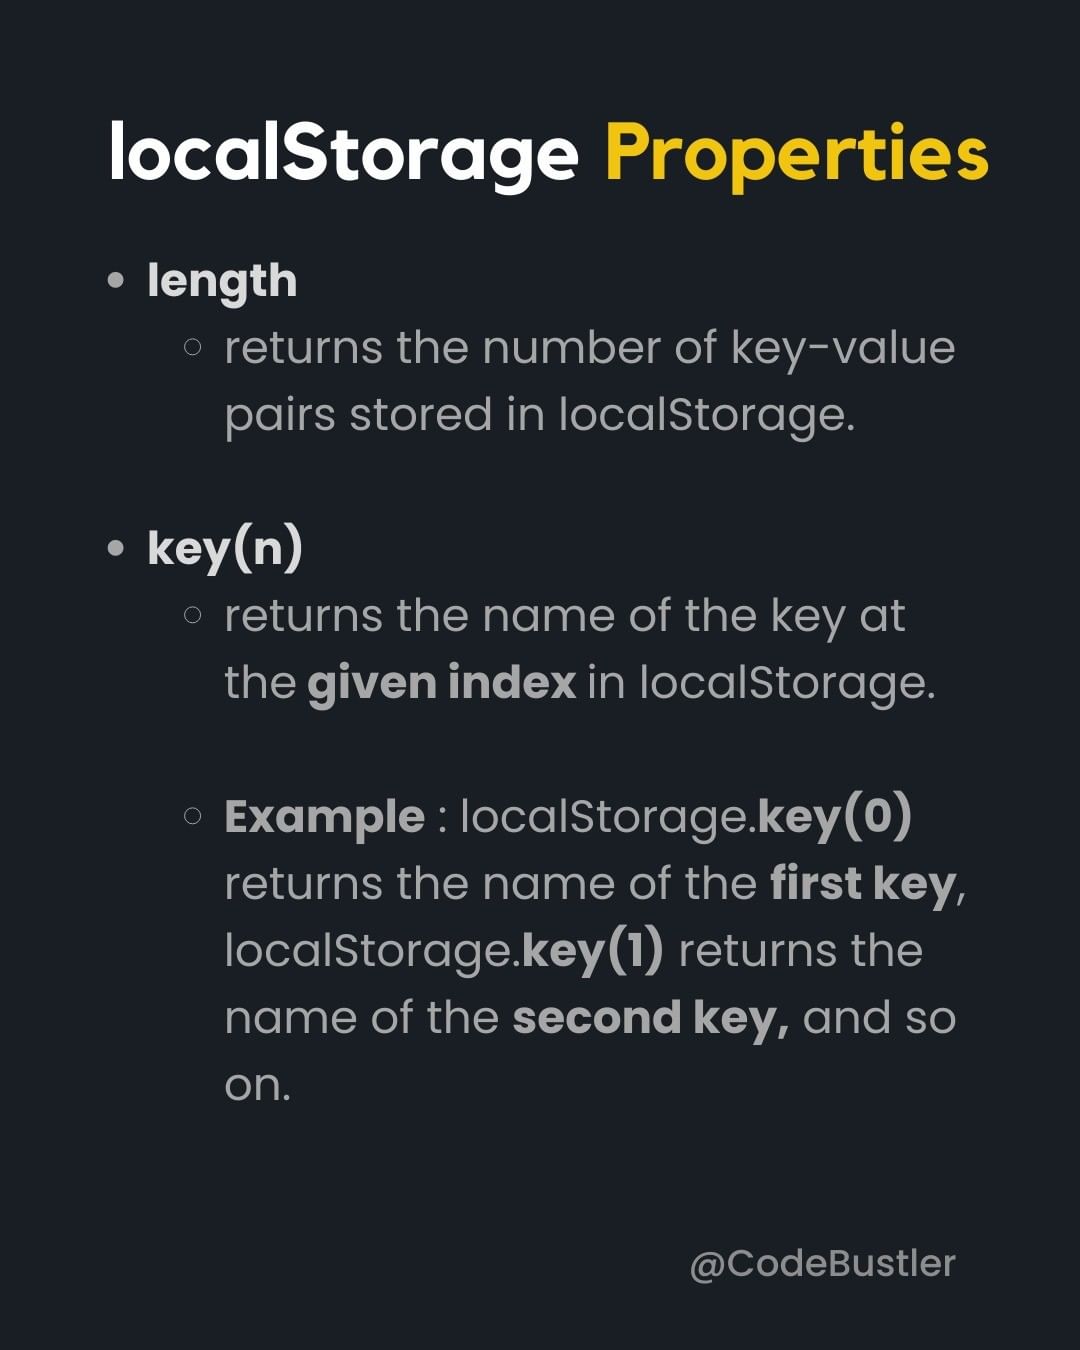 localStorage Properties
length
returns the number of key-value
pairs stored in localStorage.
key(n)
returns the name of the key at
the given index in localStorage.
Example : localStorage.key(0)
returns the name of the first key,
localStorage.key(1) returns the
name of the second key, and so
on.
@CodeBustler